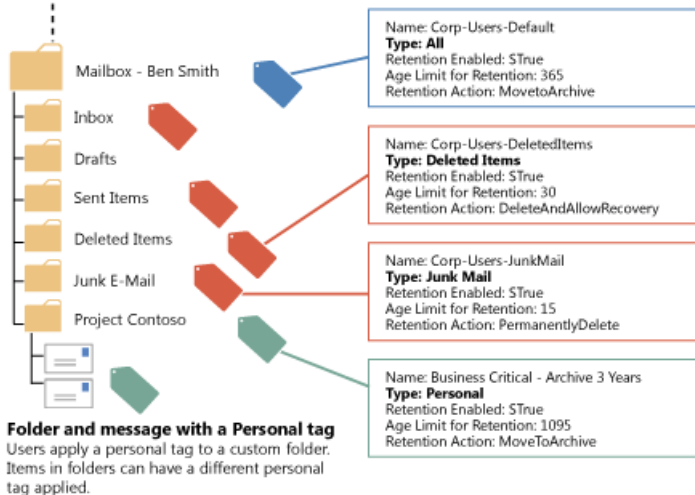 Mailbox - Ben Smith
Inbox
Drafts
Sent Items
Deleted Items
Junk E-Mail
Project Contoso
Folder and message with a Personal tag
Users apply a personal tag to a custom folder.
Items in folders can have a different personal
tag applied.
Name: Corp-Users-Default
Type: All
Retention Enabled: STrue
Age Limit for Retention: 365
Retention Action: MovetoArchive
Name: Corp-Users-DeletedItems
Type: Deleted Items
Retention Enabled: STrue
Age Limit for Retention: 30
Retention Action: DeleteAndAllowRecovery
Name: Corp-Users-JunkMail
Type: Junk Mail
Retention Enabled: STrue
Age Limit for Retention: 15
Retention Action: PermanentlyDelete
Name: Business Critical - Archive 3 Years
Type: Personal
Retention Enabled: STrue
Age Limit for Retention: 1095
Retention Action: MoveToArchive